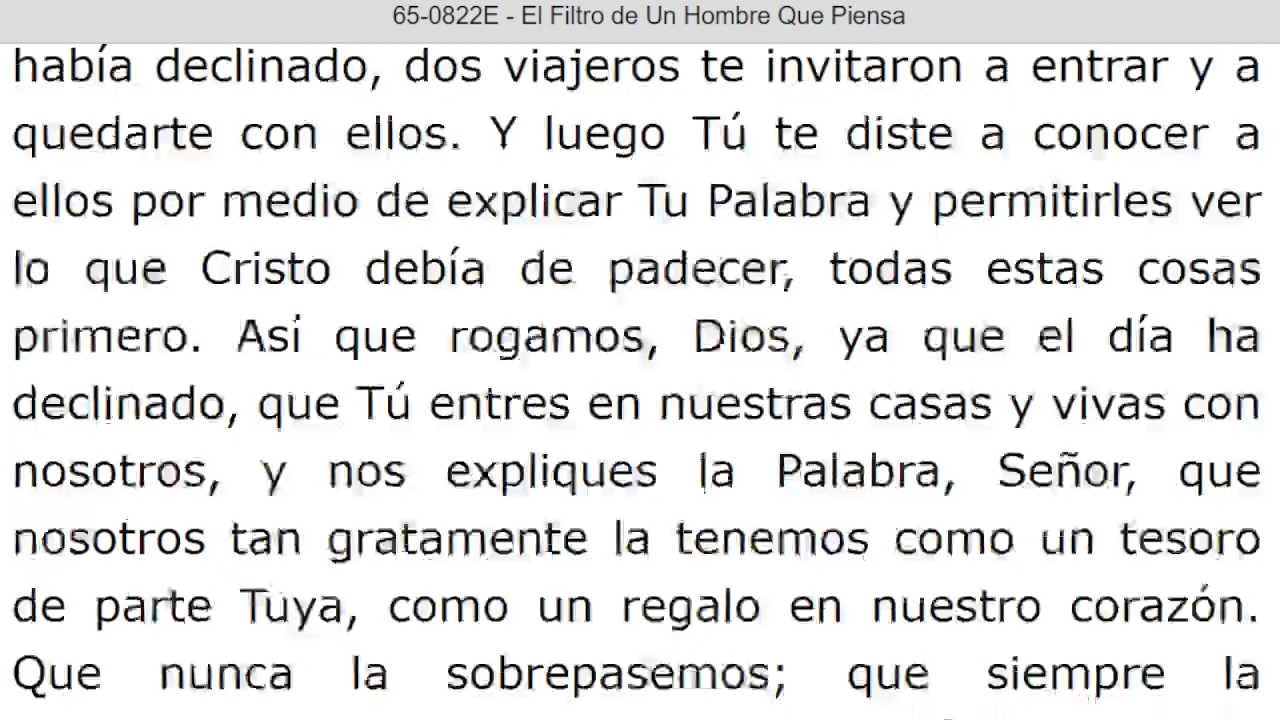 65-0822E - El Filtro de Un Hombre Que Piensa
había declinado, dos viajeros te invitaron a entrar y a
quedarte con ellos. Y luego Tú te diste a conocer a
ellos por medio de explicar Tu Palabra y permitirles ver
lo que Cristo debía de padecer, todas estas cosas
primero. Así que rogamos, Dios, ya que el día ha
declinado, que Tú entres en nuestras casas y vivas con
nosotros, y nos expliques la Palabra, Señor, que
nosotros tan gratamente la tenemos como un tesoro
de parte Tuya, como un regalo en nuestro corazón.
Que nunca la sobrepasemos; que siempre la